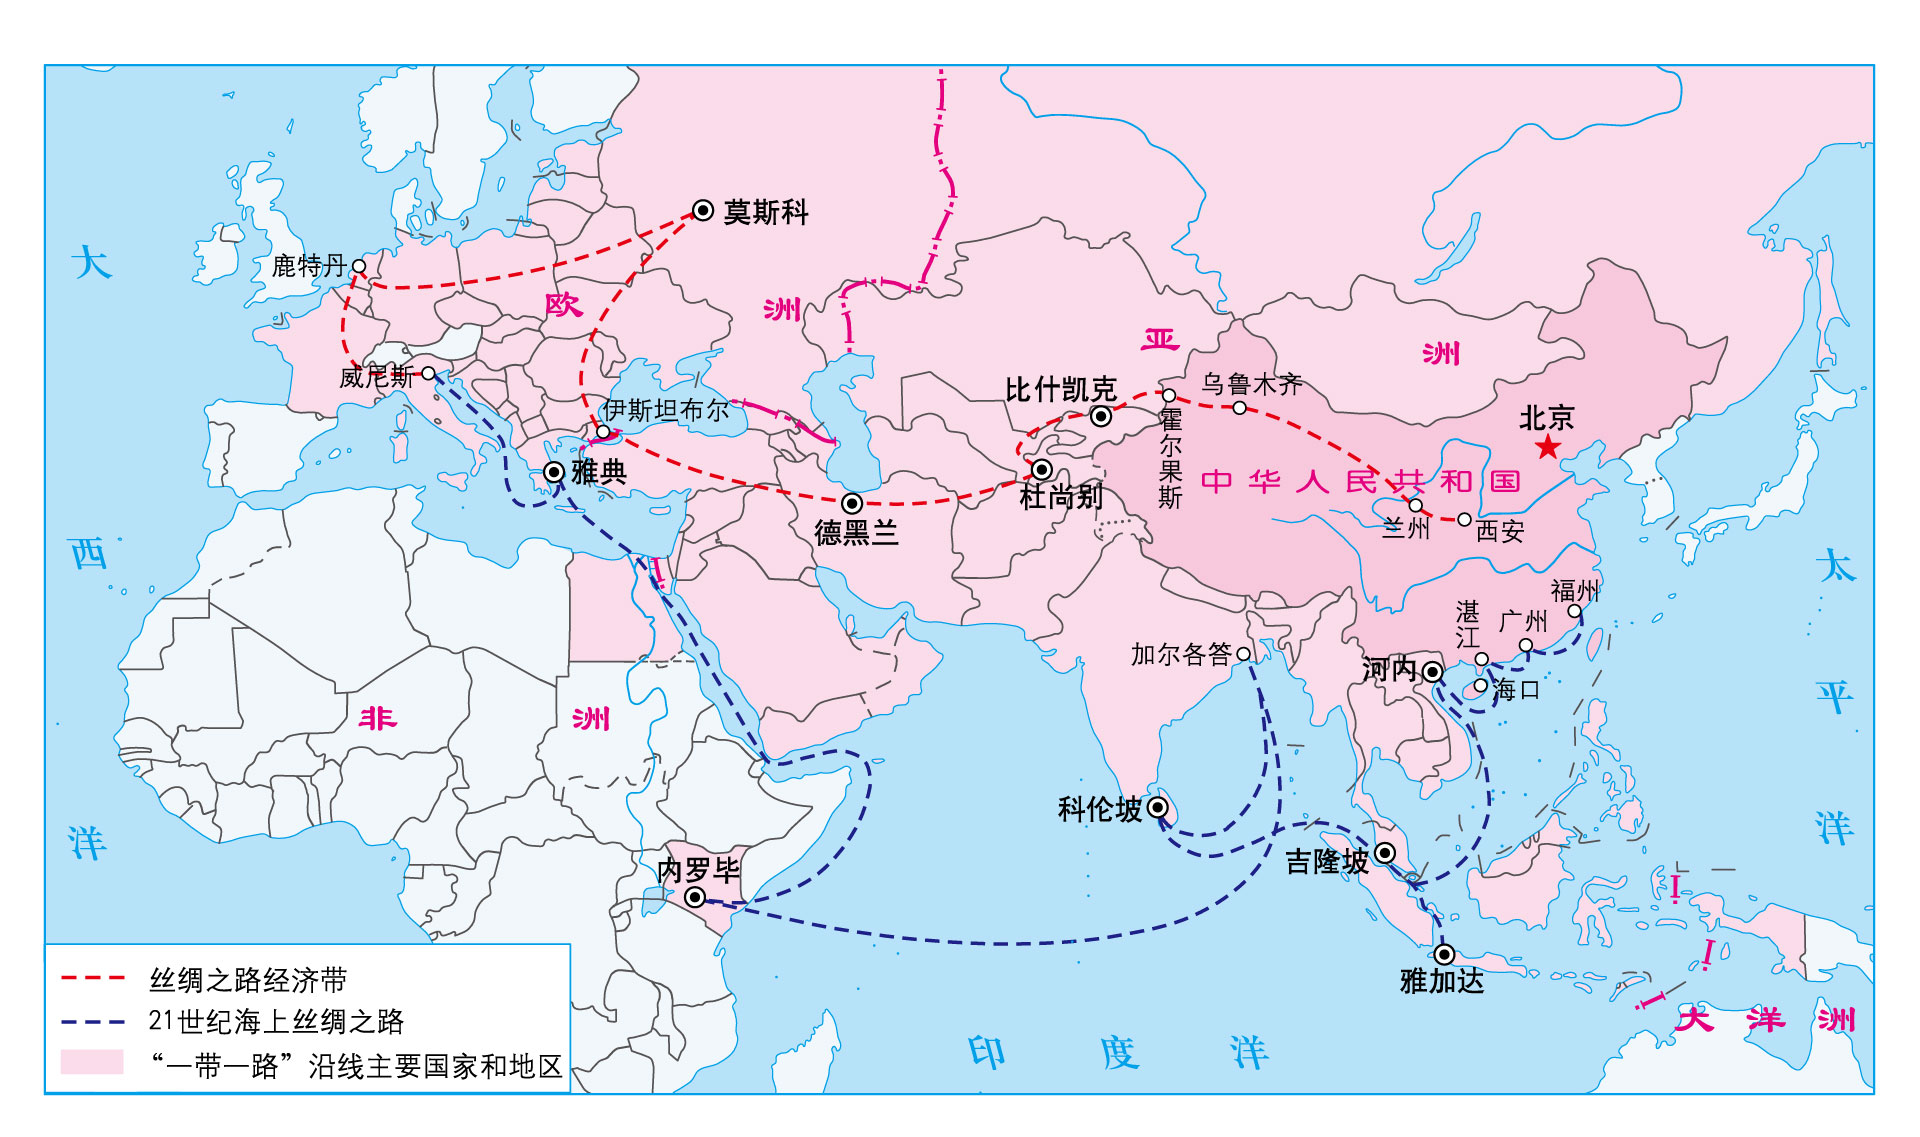 莫斯科
鹿特丹
欧洲
亚洲
威尼斯
伊斯坦布尔
雅典
德黑兰
比什凯克
杜尚别
霍尔果斯
乌鲁木齐
北京
中华人民共和国
兰州
西安
福州
广州
湛江
海口
河内
加尔各答
科伦坡
吉隆坡
雅加达
内罗毕
非洲
大西洋
太平洋
印度洋
大洋洲
丝绸之路经济带
21世纪海上丝绸之路
“一带一路”沿线主要国家和地区